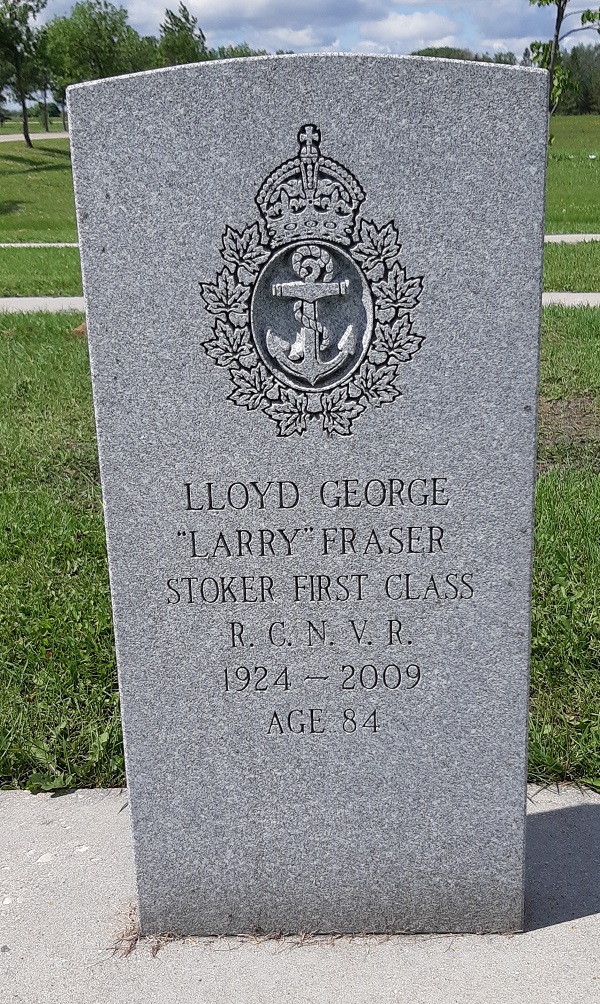 LLOYD GEORGE
"LARRY" FRASER
STOKER FIRST CLASS
R. C. N. V. R.
1924 – 2009
AGE 84